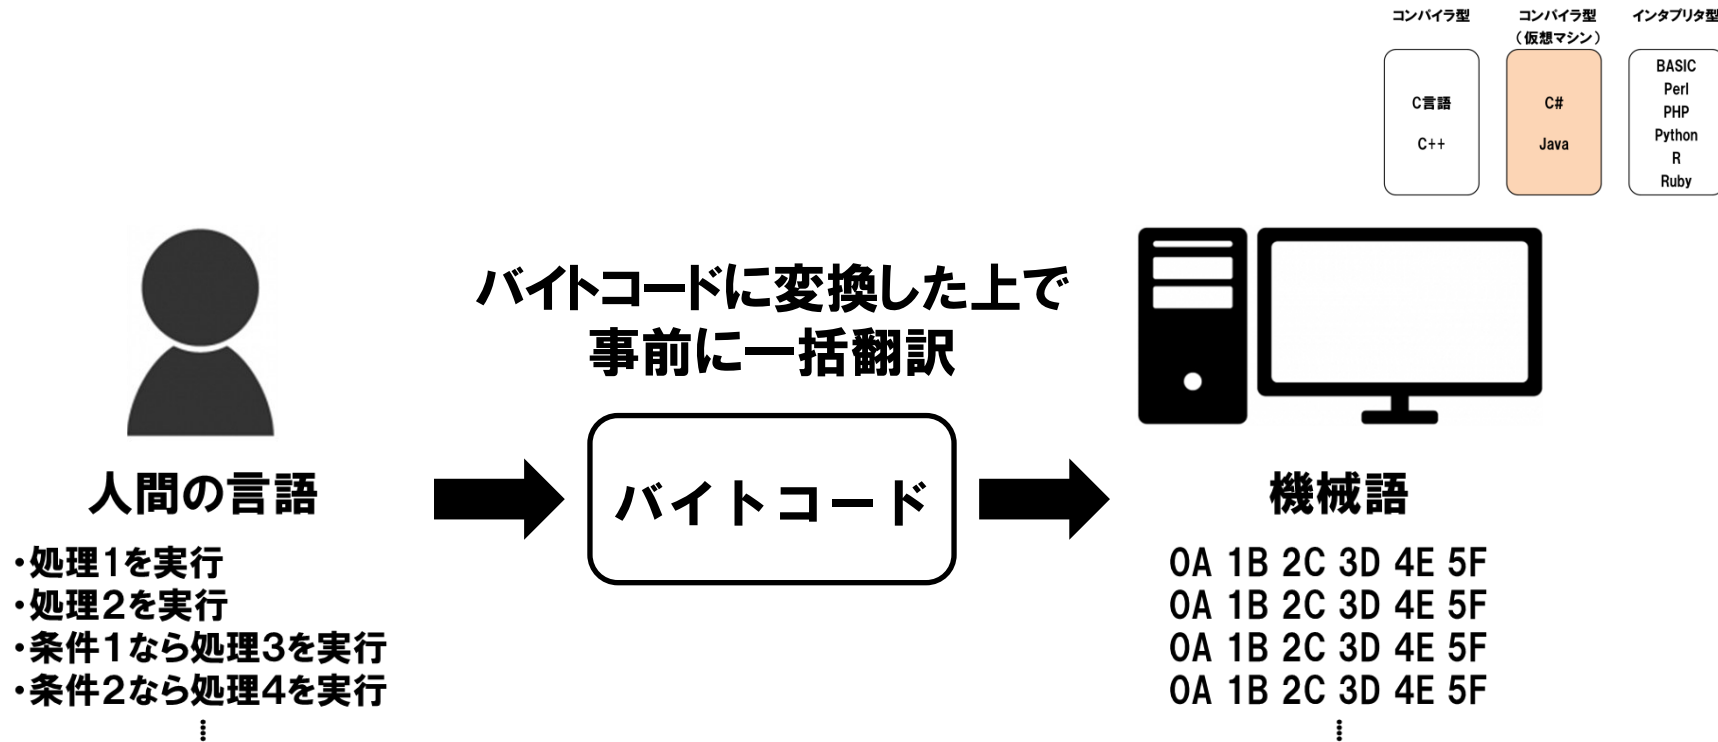 コンパイラ型
コンパイラ型
(仮想マシン)
インタプリタ型
C言語
C++
C#
Java
BASIC
Perl
PHP
Python
R
Ruby
バイトコードに変換した上で
事前に一括翻訳
人間の言語
バイトコード
機械語
・処理1を実行
・処理2を実行
・条件1なら処理3を実行
・条件2なら処理4を実行
0A 1B 2C 3D 4E 5F
0A 1B 2C 3D 4E 5F
0A 1B 2C 3D 4E 5F
0A 1B 2C 3D 4E 5F